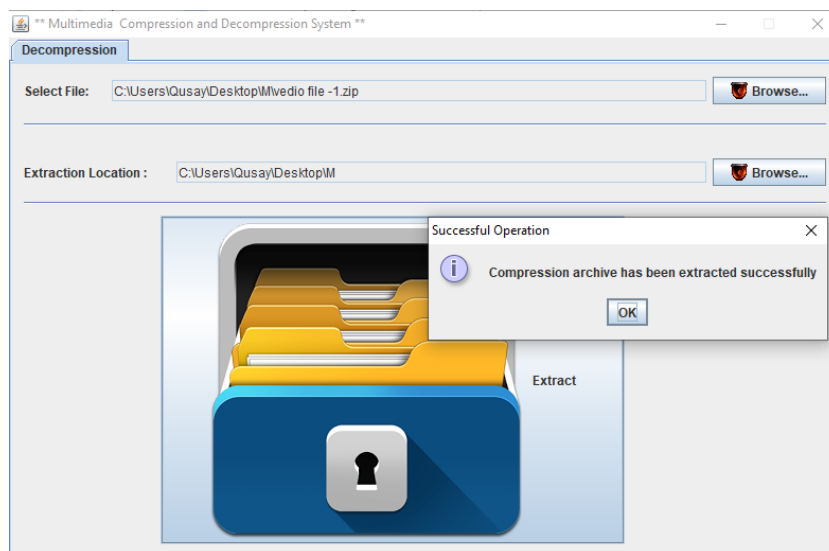 ** Multimedia  Compression and Decompression System **
Decompression
Select File: C:\Users\Qusay\Desktop\M\vedio file -1.zip Browse...
Extraction Location : C:\Users\Qusay\Desktop\M Browse...
Successful Operation
Compression archive has been extracted successfully
OK
Extract